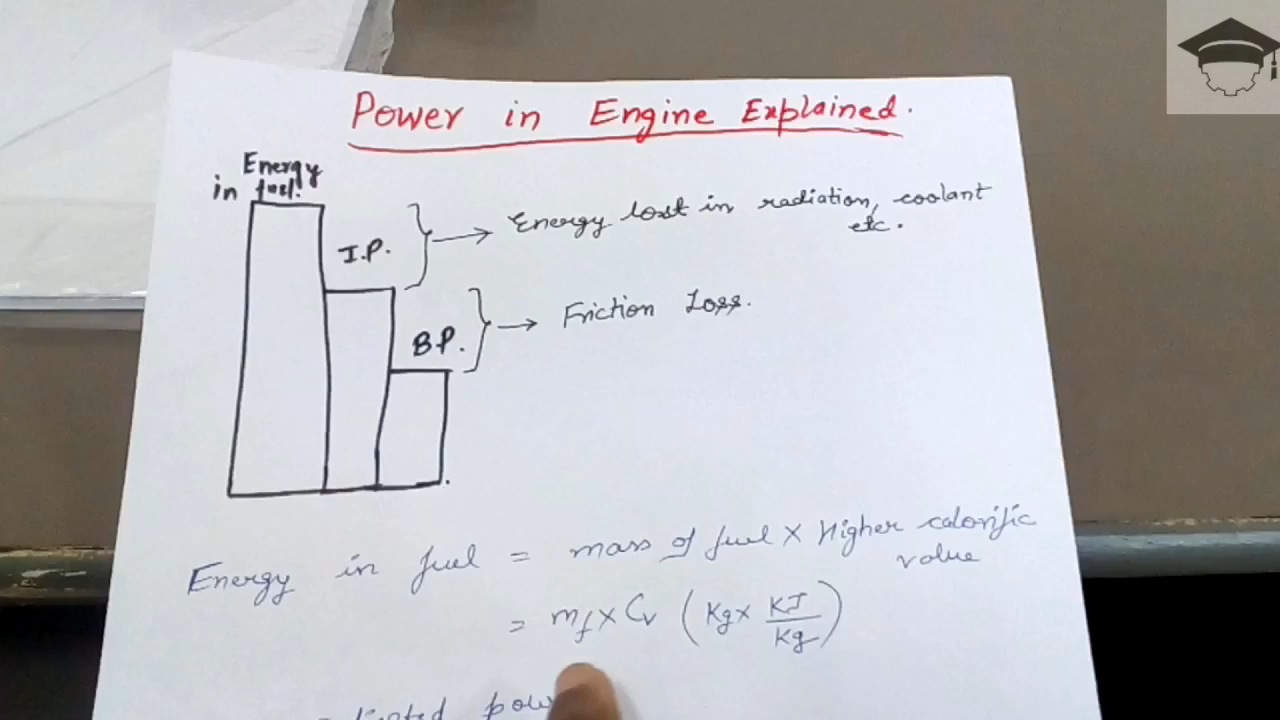 Power in Engine Explained.
Energy
in fuel.
I.P.
Energy lost in radiation, coolant
etc.
B.P.
Friction Loss.
Energy in fuel = mass of fuel × Higher calorific
value
= mf × Cv (Kg × KJ/Kg)